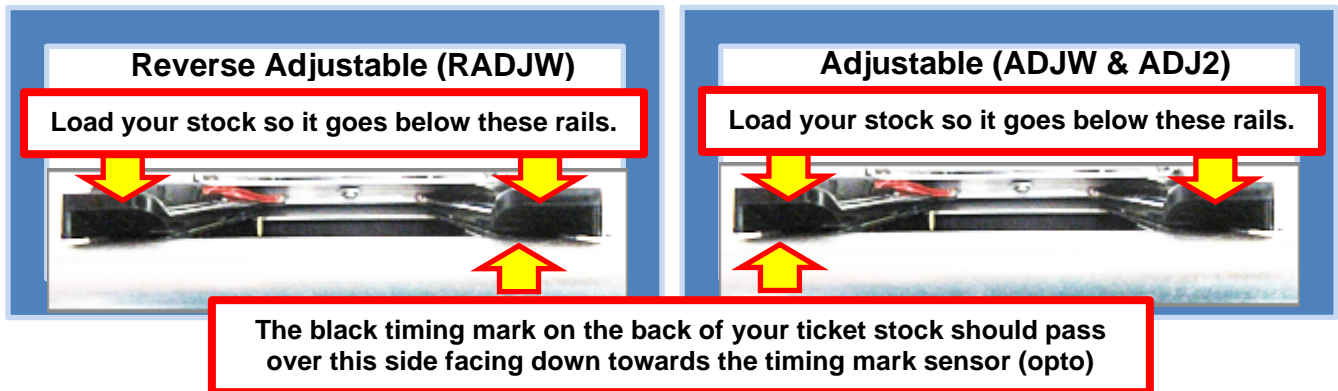 Reverse Adjustable (RADJW)
Load your stock so it goes below these rails.
Adjustable (ADJW & ADJ2)
Load your stock so it goes below these rails.
The black timing mark on the back of your ticket stock should pass
over this side facing down towards the timing mark sensor (opto)